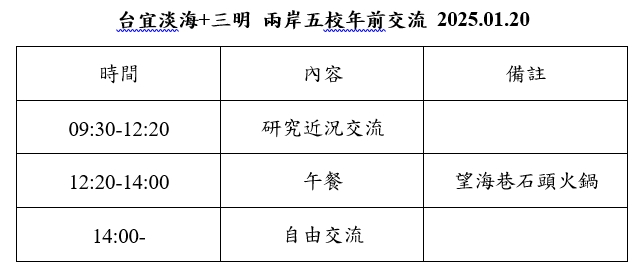 台宜淡海+三明 兩岸五校年前交流 2025.01.20
時間 內容 備註
09:30-12:20 研究近況交流
12:20-14:00 午餐 望海巷石頭火鍋
14:00- 自由交流